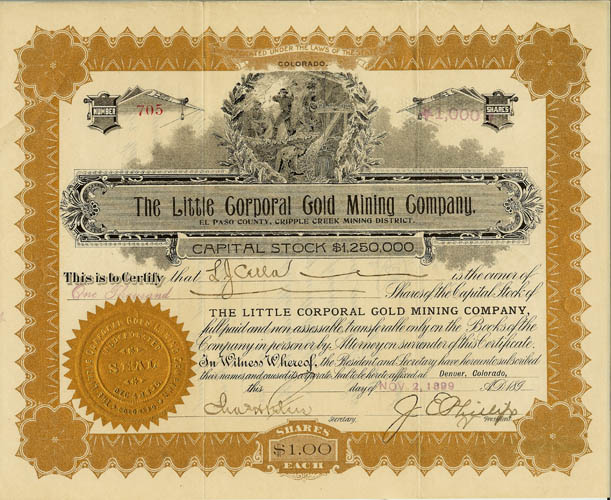 INCORPORATED UNDER THE LAWS OF THE STATE OF
COLORADO.
NUMBER 705
1,000 SHARES
The Little Corporal Gold Mining Company.
EL PASO COUNTY, CRIPPLE CREEK MINING DISTRICT.
CAPITAL STOCK $1,250,000
This is to Certify that L J is the owner of
One Thousand Shares of the Capital Stock of
THE LITTLE CORPORAL GOLD MINING COMPANY,
full paid and non assessable, transferable only on the Books of the
Company in person or by Attorney on surrender of this Certificate.
In Witness Whereof, the President and Secretary have hereunto subscribed
their names and caused its corporate Seal to be hereto affixed at Denver, Colorado,
this day of Nov. 2, 1899 A.D. 189
SEAL
J. E. Phillips
Secretary. President.
SHARES
$1.00
EACH